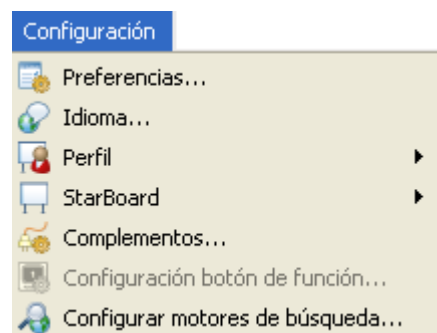 Configuración
Preferencias...
Idioma...
Perfil
StarBoard
Complementos...
Configuración botón de función...
Configurar motores de búsqueda...